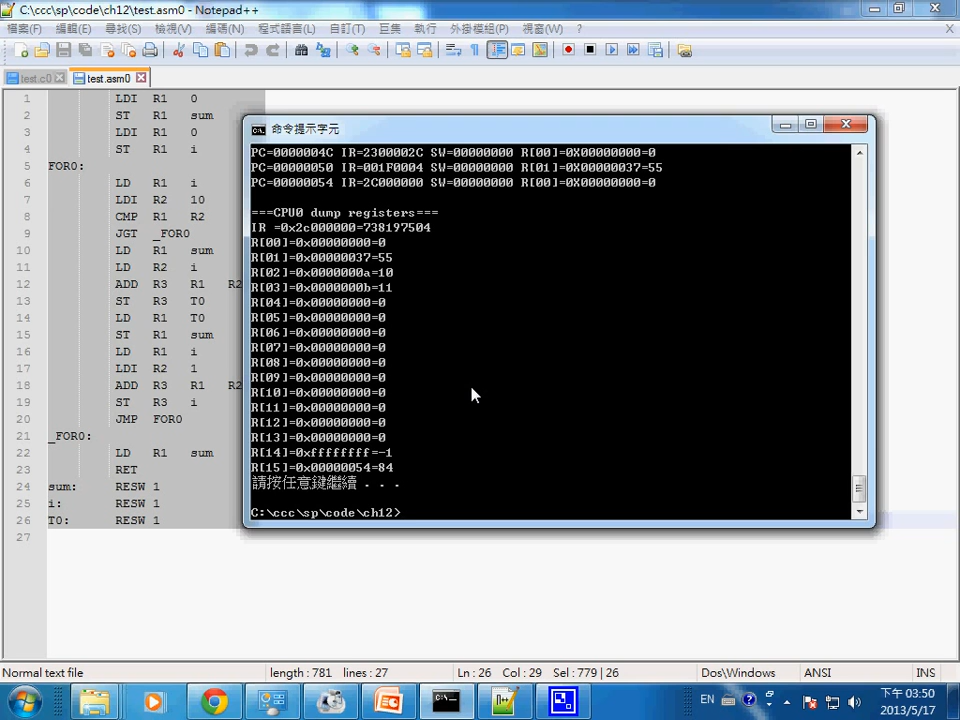 C:\ccc\sp\code\ch12\test.asm0 - Notepad++
檔案(F) 編輯(E) 尋找(S) 檢視(V) 編碼(N) 程式語言(L) 設定(T) 巨集 執行 外掛模組(P) 視窗(W) ? X
test.c0 test.asm0
1 LDI R1 0
2 ST R1 sum
3 LDI R1 0
4 ST R1 i
5 FOR0:
6 LD R1 i
7 LDI R2 10
8 CMP R1 R2
9 JGT _FOR0
10 LD R1 sum
11 LD R2 i
12 ADD R3 R1 R2
13 ST R3 T0
14 LD R1 T0
15 ST R1 sum
16 LD R1 i
17 LDI R2 1
18 ADD R3 R1 R2
19 ST R3 i
20 JMP FOR0
21 _FOR0:
22 LD R1 sum
23 RET
24 sum: RESW 1
25 i: RESW 1
26 T0: RESW 1
27
命令提示字元
PC=0000004C IR=2300002C SW=00000000 R[00]=0X00000000=0
PC=00000050 IR=001F0004 SW=00000000 R[01]=0X00000037=55
PC=00000054 IR=2C000000 SW=00000000 R[00]=0X00000000=0
===CPU0 dump registers===
IR =0x2c000000=738197504
R[00]=0x00000000=0
R[01]=0x00000037=55
R[02]=0x0000000a=10
R[03]=0x0000000b=11
R[04]=0x00000000=0
R[05]=0x00000000=0
R[06]=0x00000000=0
R[07]=0x00000000=0
R[08]=0x00000000=0
R[09]=0x00000000=0
R[10]=0x00000000=0
R[11]=0x00000000=0
R[12]=0x00000000=0
R[13]=0x00000000=0
R[14]=0xffffffff=-1
R[15]=0x00000054=84
請按任意鍵繼續 . . .
C:\ccc\sp\code\ch12>
Normal text file length : 781 lines : 27 Ln : 26 Col : 29 Sel : 779 | 26 Dos\Windows ANSI INS
EN 下午 03:50
2013/5/17